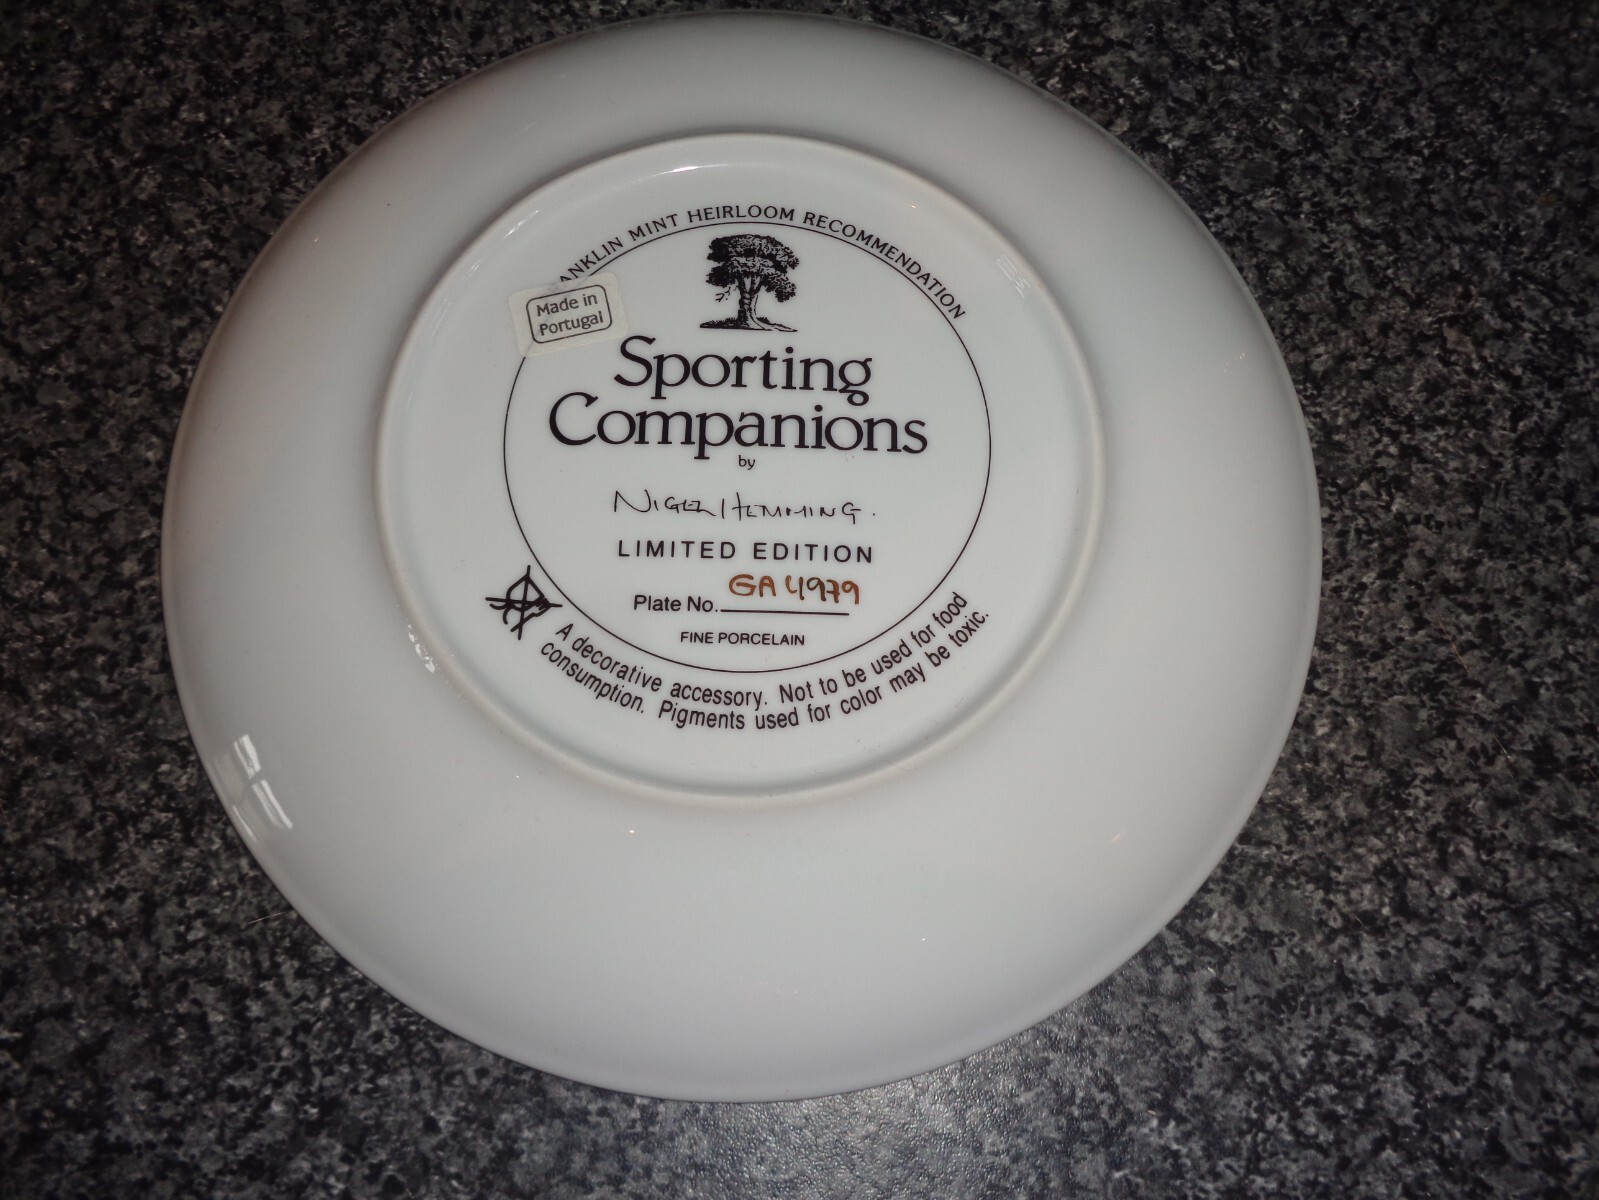 ANKLIN MINT HEIRLOOM RECOMMENDATION
Made in
Portugal
Sporting
Companions
by
NIGEL HEMMING.
LIMITED EDITION
Plate No. GA 4979
FINE PORCELAIN
A decorative accessory. Not to be used for food
consumption. Pigments used for color may be toxic.